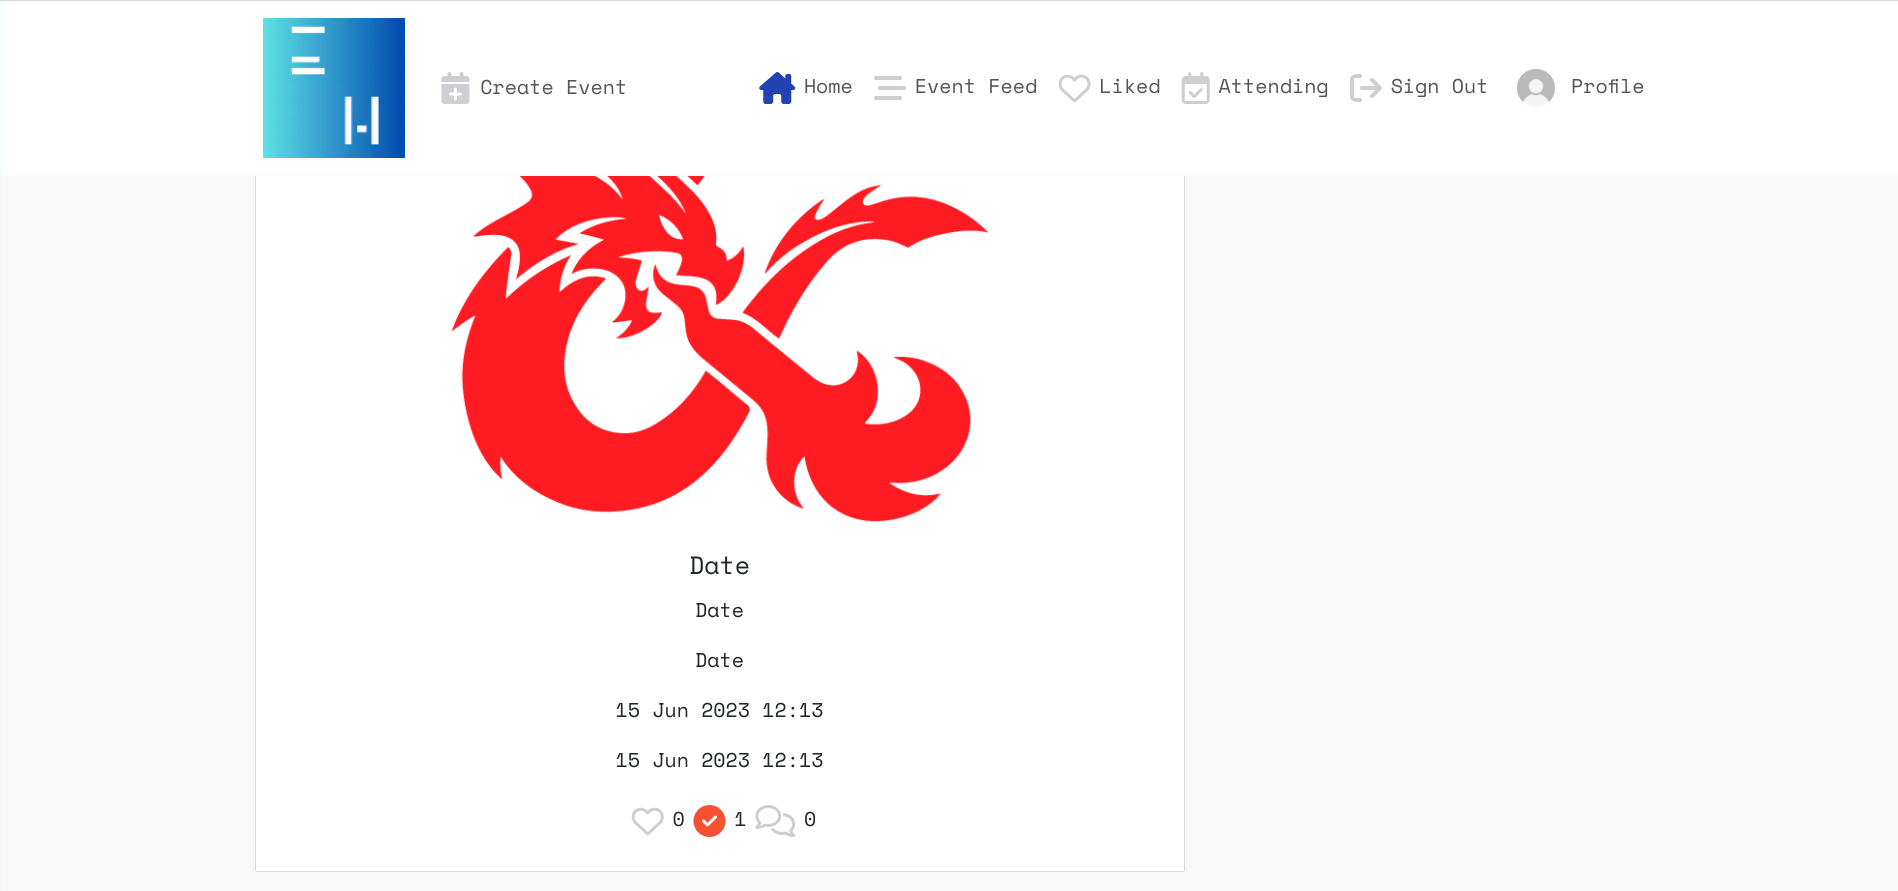 Create Event Home Event Feed Liked Attending Sign Out Profile
Date
Date
Date
15 Jun 2023 12:13
15 Jun 2023 12:13
0 1 0